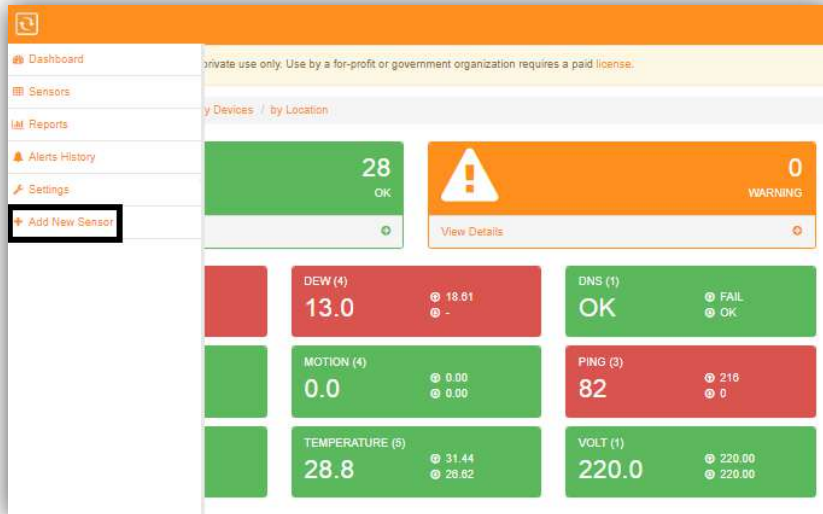 Dashboard
Sensors
Reports
Alerts History
Settings
+ Add New Sensor
private use only. Use by a for-profit or government organization requires a paid license.
y Devices / by Location
28
OK
0
WARNING
View Details
DEW (4)
13.0
18.61
-
DNS (1)
OK
FAIL
OK
MOTION (4)
0.0
0.00
0.00
PING (3)
82
216
0
TEMPERATURE (5)
28.8
31.44
26.62
VOLT (1)
220.0
220.00
220.00